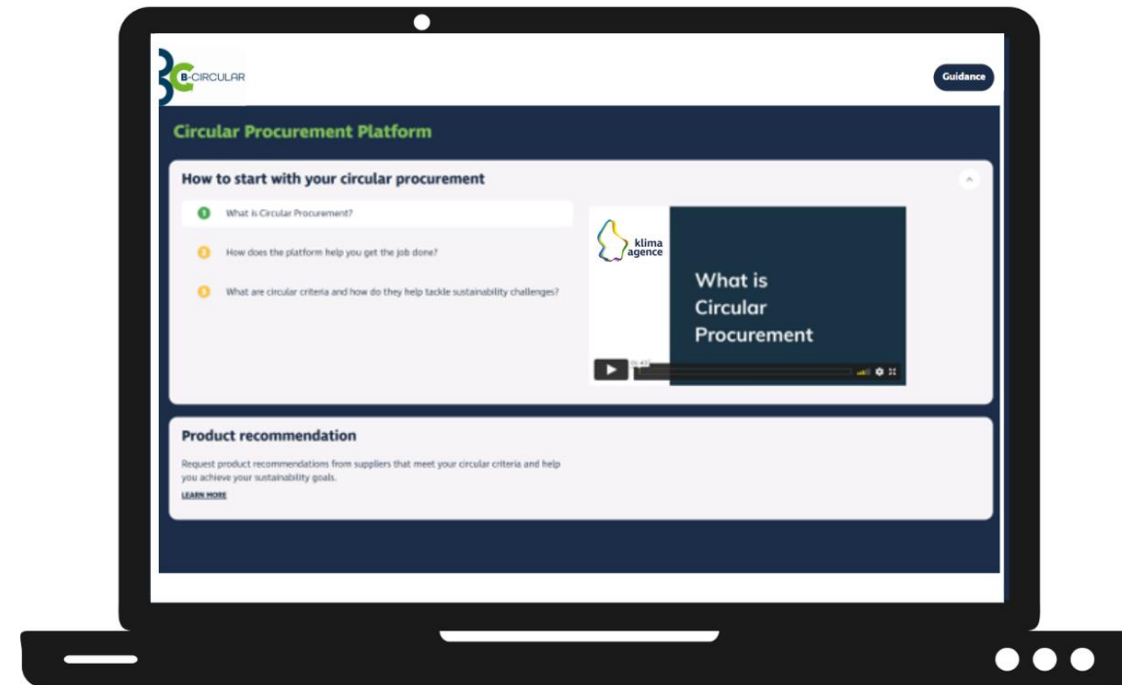 B-CIRCULAR
Guidance
Circular Procurement Platform
How to start with your circular procurement
1 What is Circular Procurement?
2 How does the platform help you get the job done?
3 What are circular criteria and how do they help tackle sustainability challenges?
klima
agence
What is
Circular
Procurement
Product recommendation
Request product recommendations from suppliers that meet your circular criteria and help
you achieve your sustainability goals.
LEARN MORE